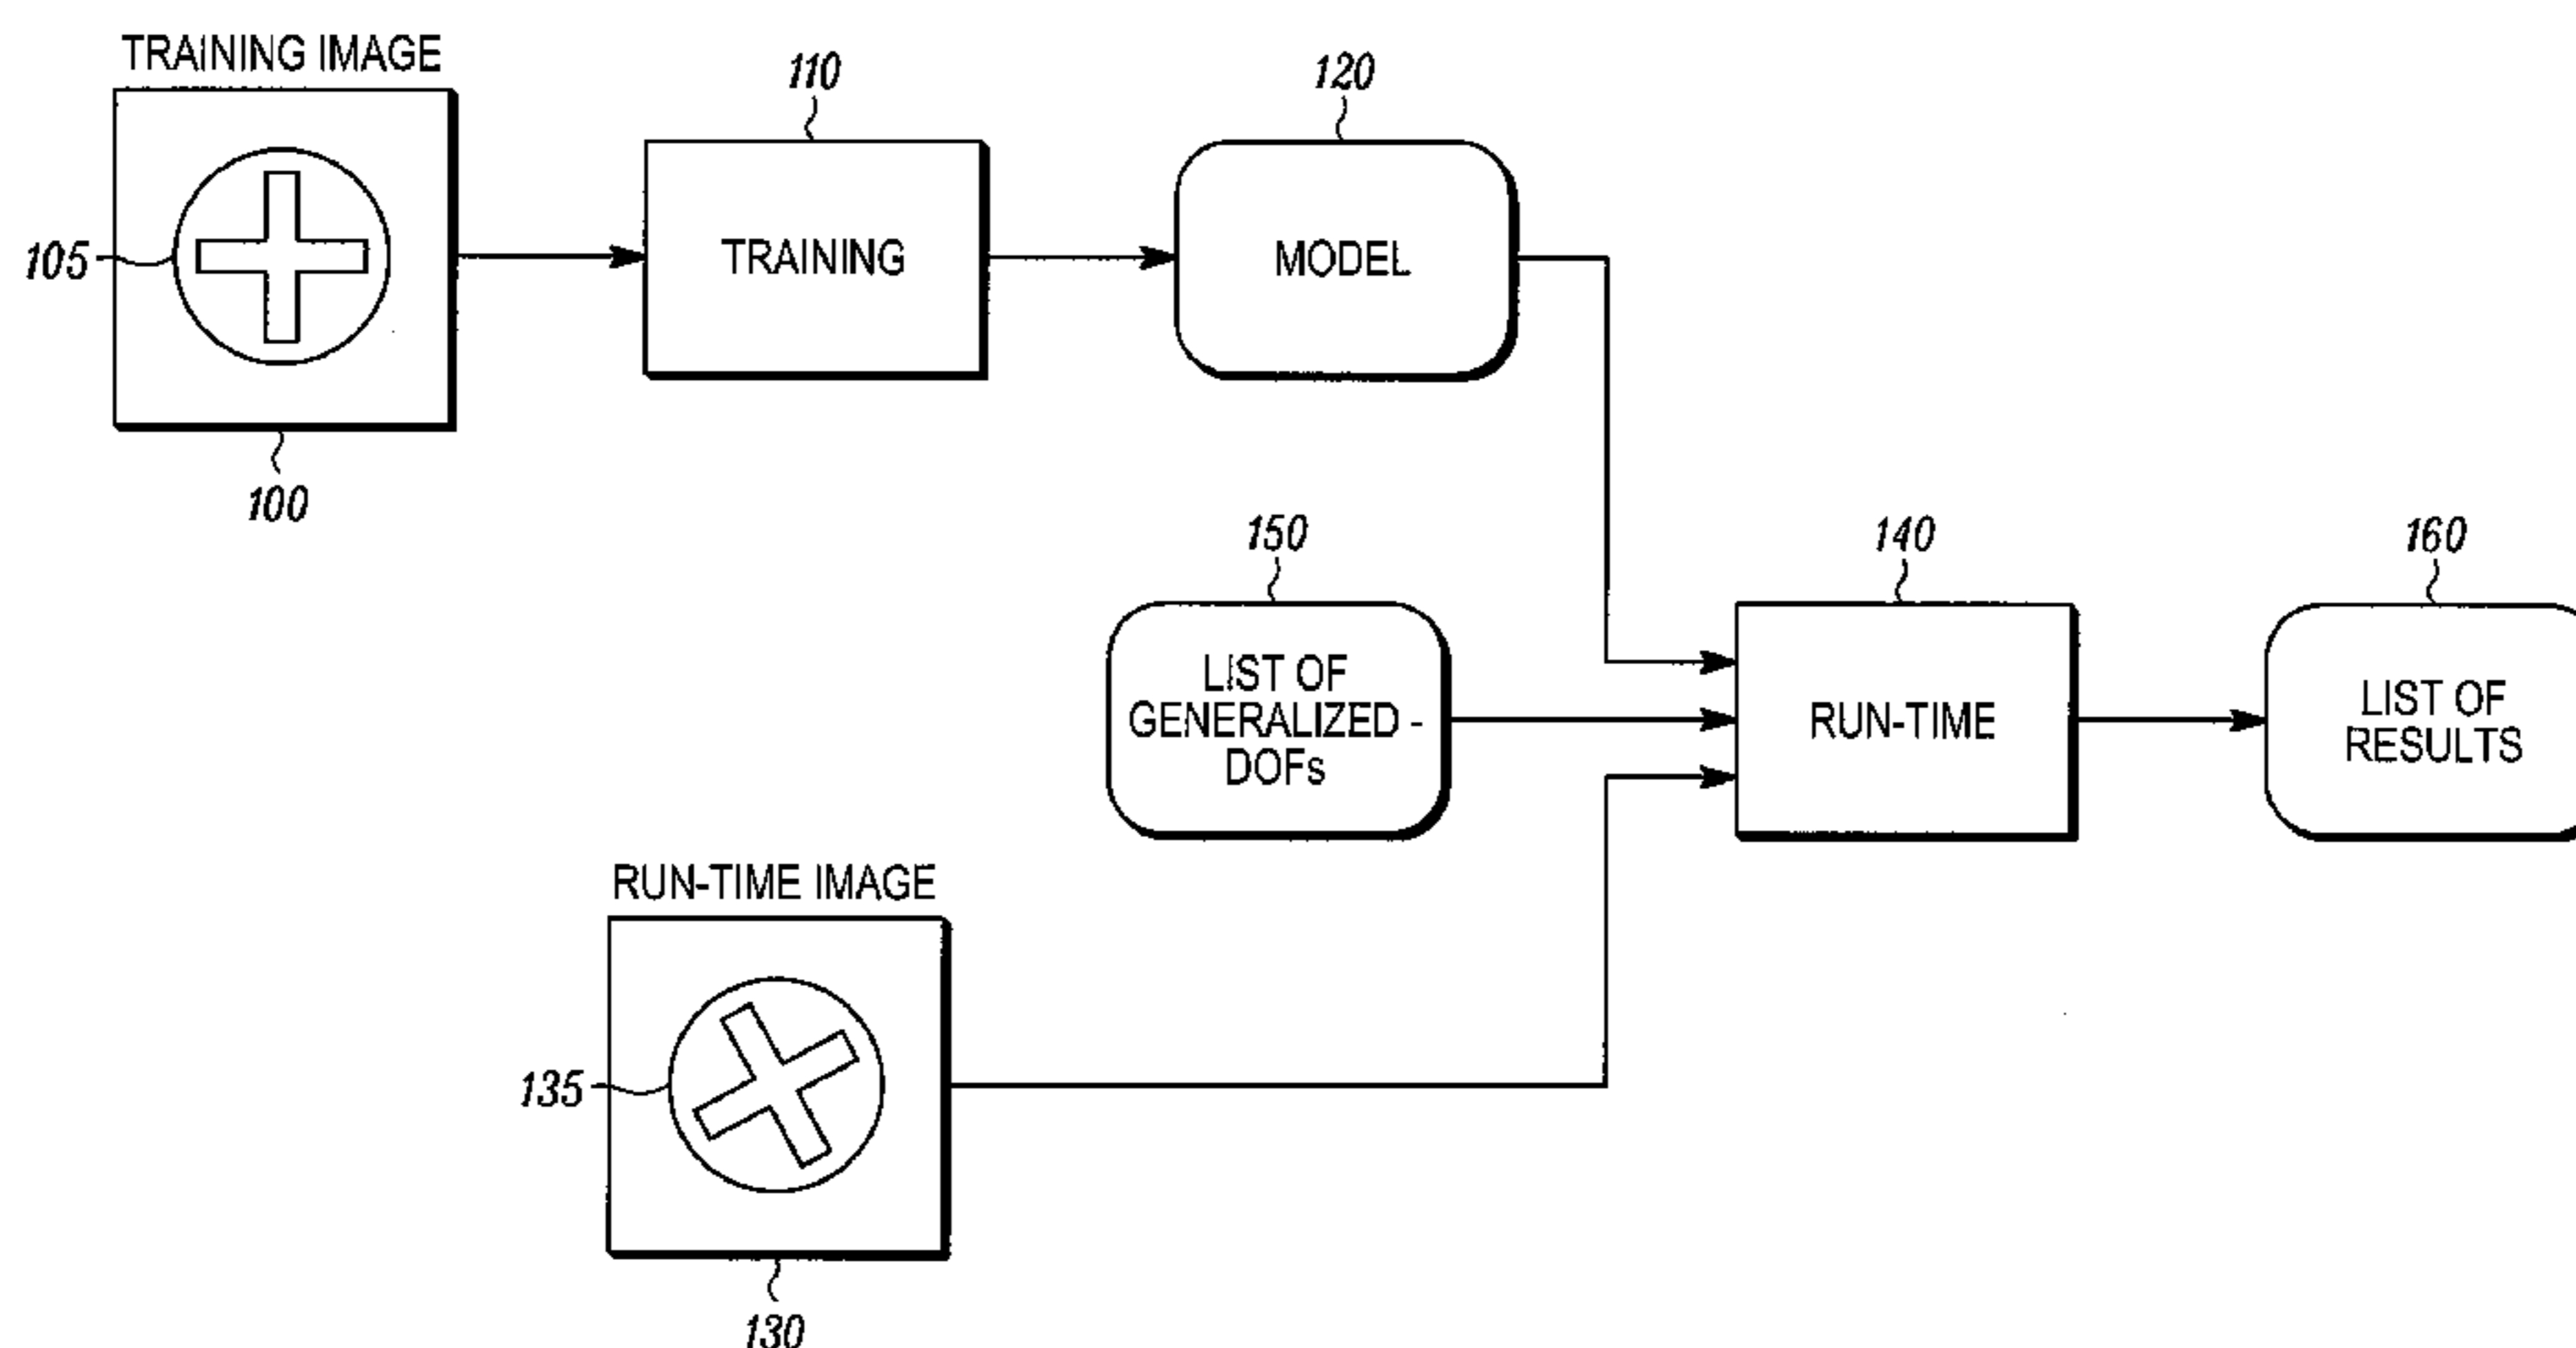 TRAINING IMAGE
110
120
105
TRAINING
MODEL
100
150
140
160
LIST OF
GENERALIZED -
DOFs
RUN-TIME
LIST OF
RESULTS
RUN-TIME IMAGE
135
130